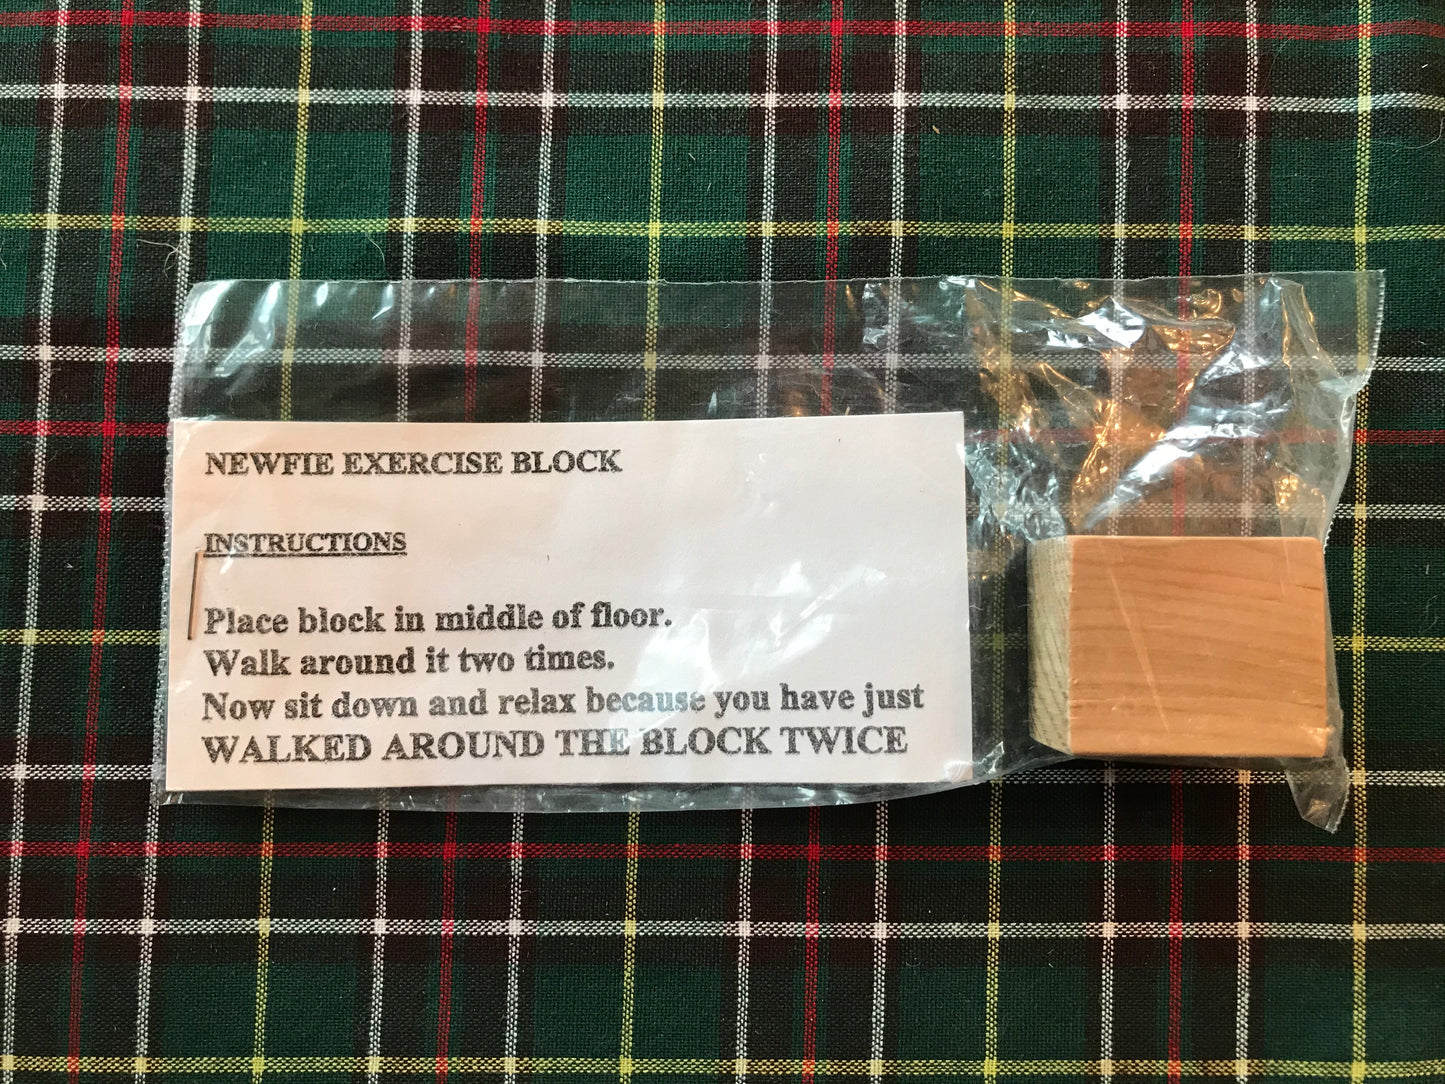 NEWFIE EXERCISE BLOCK
INSTRUCTIONS
Place block in middle of floor.
Walk around it two times.
Now sit down and relax because you have just
WALKED AROUND THE BLOCK TWICE